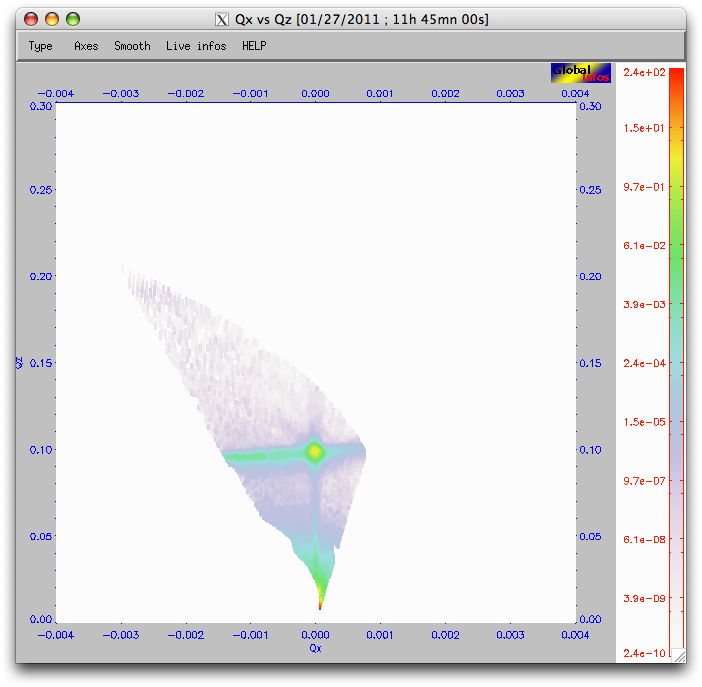 X Qx vs Qz [01/27/2011 ; 11h 45mn 00s]
Type Axes Smooth Live infos HELP
Global
Infos
−0.004 −0.003 −0.002 −0.001 0.000 0.001 0.002 0.003 0.004
0.30 0.30
0.25 0.25
0.20 0.20
0.15 0.15
Qz
0.10 0.10
0.05 0.05
0.00 0.00
−0.004 −0.003 −0.002 −0.001 0.000 0.001 0.002 0.003 0.004
Qx
2.4e+02
1.5e+01
9.7e−01
6.1e−02
3.9e−03
2.4e−04
1.5e−05
9.7e−07
6.1e−08
3.9e−09
2.4e−10